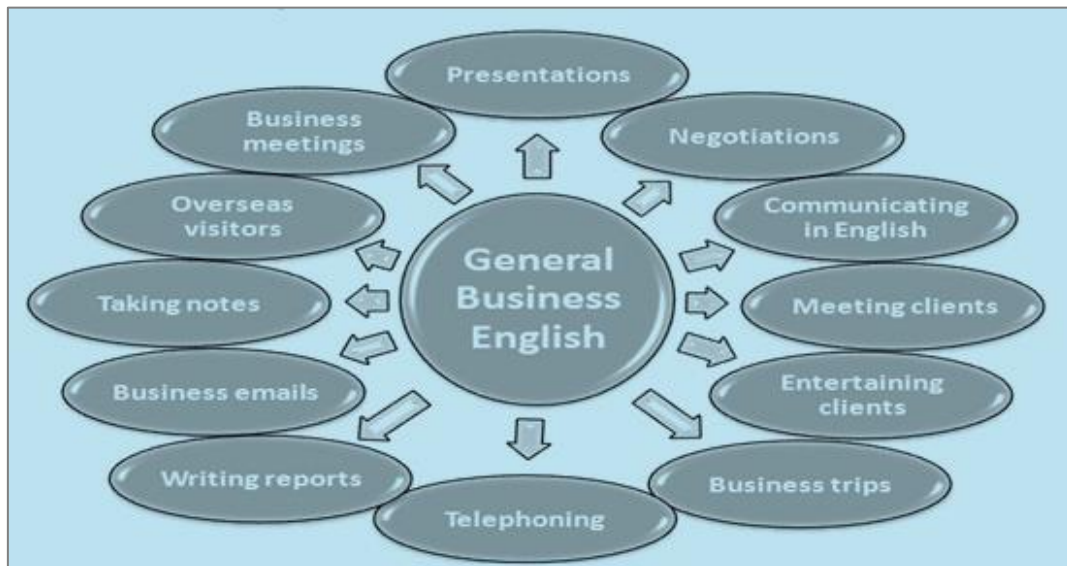 Presentations
Negotiations
Communicating
in English
Meeting clients
Entertaining
clients
Business trips
Telephoning
Writing reports
Business emails
Taking notes
Overseas
visitors
Business
meetings
General
Business
English